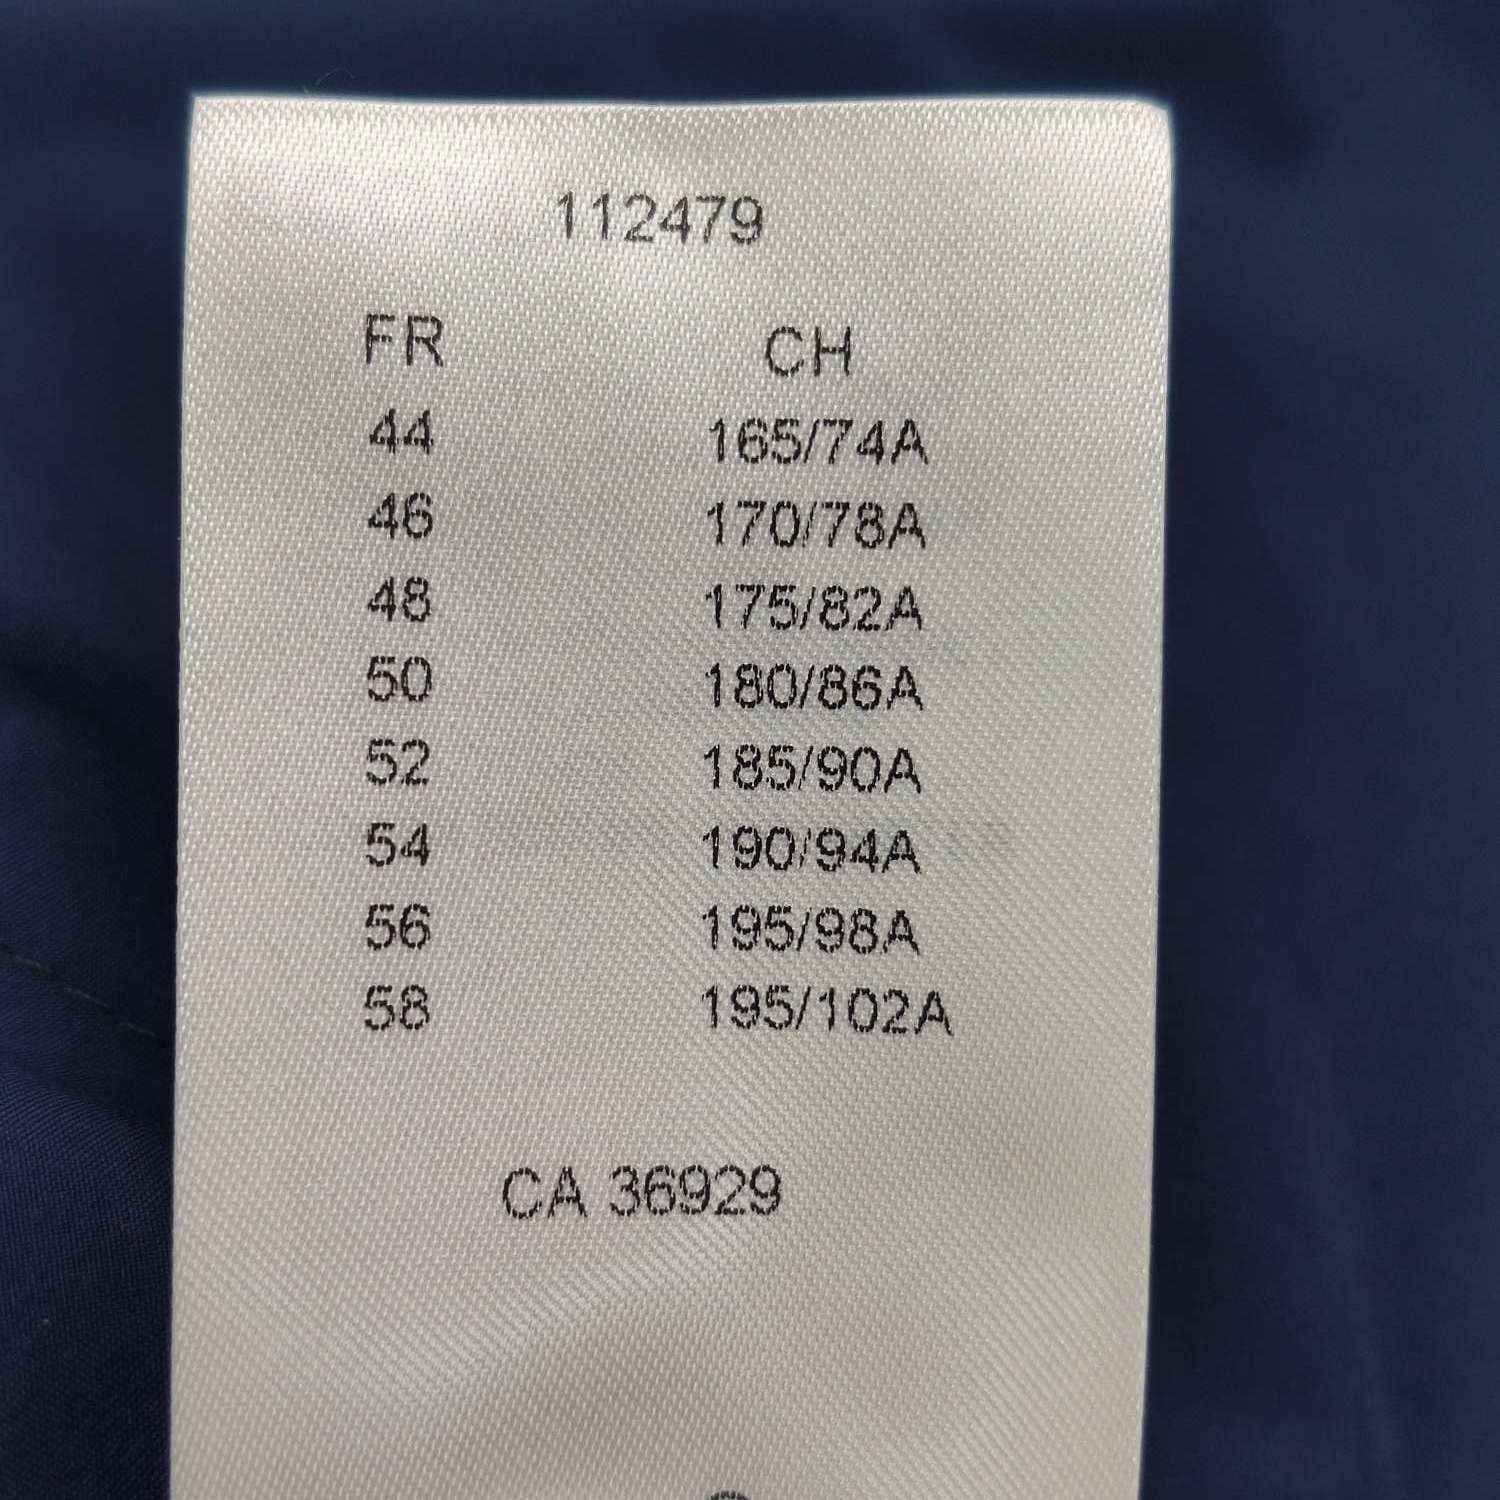 112479
FR CH
44 165/74A
46 170/78A
48 175/82A
50 180/86A
52 185/90A
54 190/94A
56 195/98A
58 195/102A
CA 36929